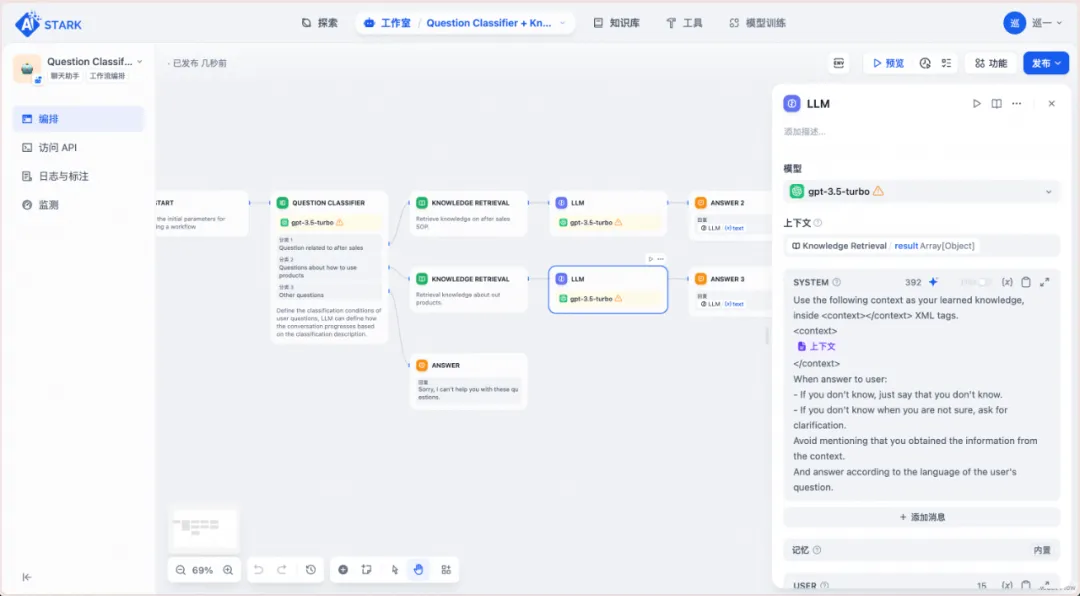 STARK
探索
工作室 / Question Classifier + Kn...
知识库
工具
模型训练
巡
巡一
Question Classif...
聊天助手 工作流编排
· 已发布 几秒前
预览
功能
发布
编排
访问 API
日志与标注
监测
START
the initial parameters for
ing a workflow
QUESTION CLASSIFIER
gpt-3.5-turbo
分类 1
Question related to after sales
分类 2
Questions about how to use
products
分类 3
Other questions
Define the classification conditions of
user questions, LLM can define how
the conversation progresses based
on the classification description.
KNOWLEDGE RETRIEVAL
Retrieve knowledge on after sales
SOP.
LLM
gpt-3.5-turbo
ANSWER 2
回复
LLM {x} text
KNOWLEDGE RETRIEVAL
Retrieval knowledge about out
products.
LLM
gpt-3.5-turbo
ANSWER 3
回复
LLM {x} text
ANSWER
回复
Sorry, I can't help you with these qu
estions.
69%
LLM
添加描述...
模型
gpt-3.5-turbo
上下文
Knowledge Retrieval / result Array[Object]
SYSTEM 392 {x}
Use the following context as your learned knowledge,
inside <context></context> XML tags.
<context>
上下文
</context>
When answer to user:
- If you don't know, just say that you don't know.
- If you don't know when you are not sure, ask for
clarification.
Avoid mentioning that you obtained the information from
the context.
And answer according to the language of the user's
question.
+ 添加消息
记忆 内置
USER 15 {x}